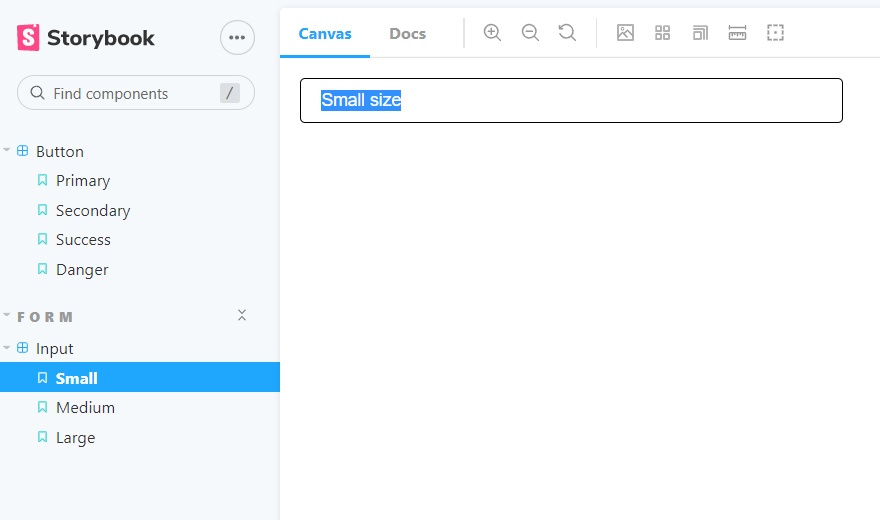 Storybook
Find components /
Button
Primary
Secondary
Success
Danger
FORM
Input
Small
Medium
Large
Canvas Docs
Small size